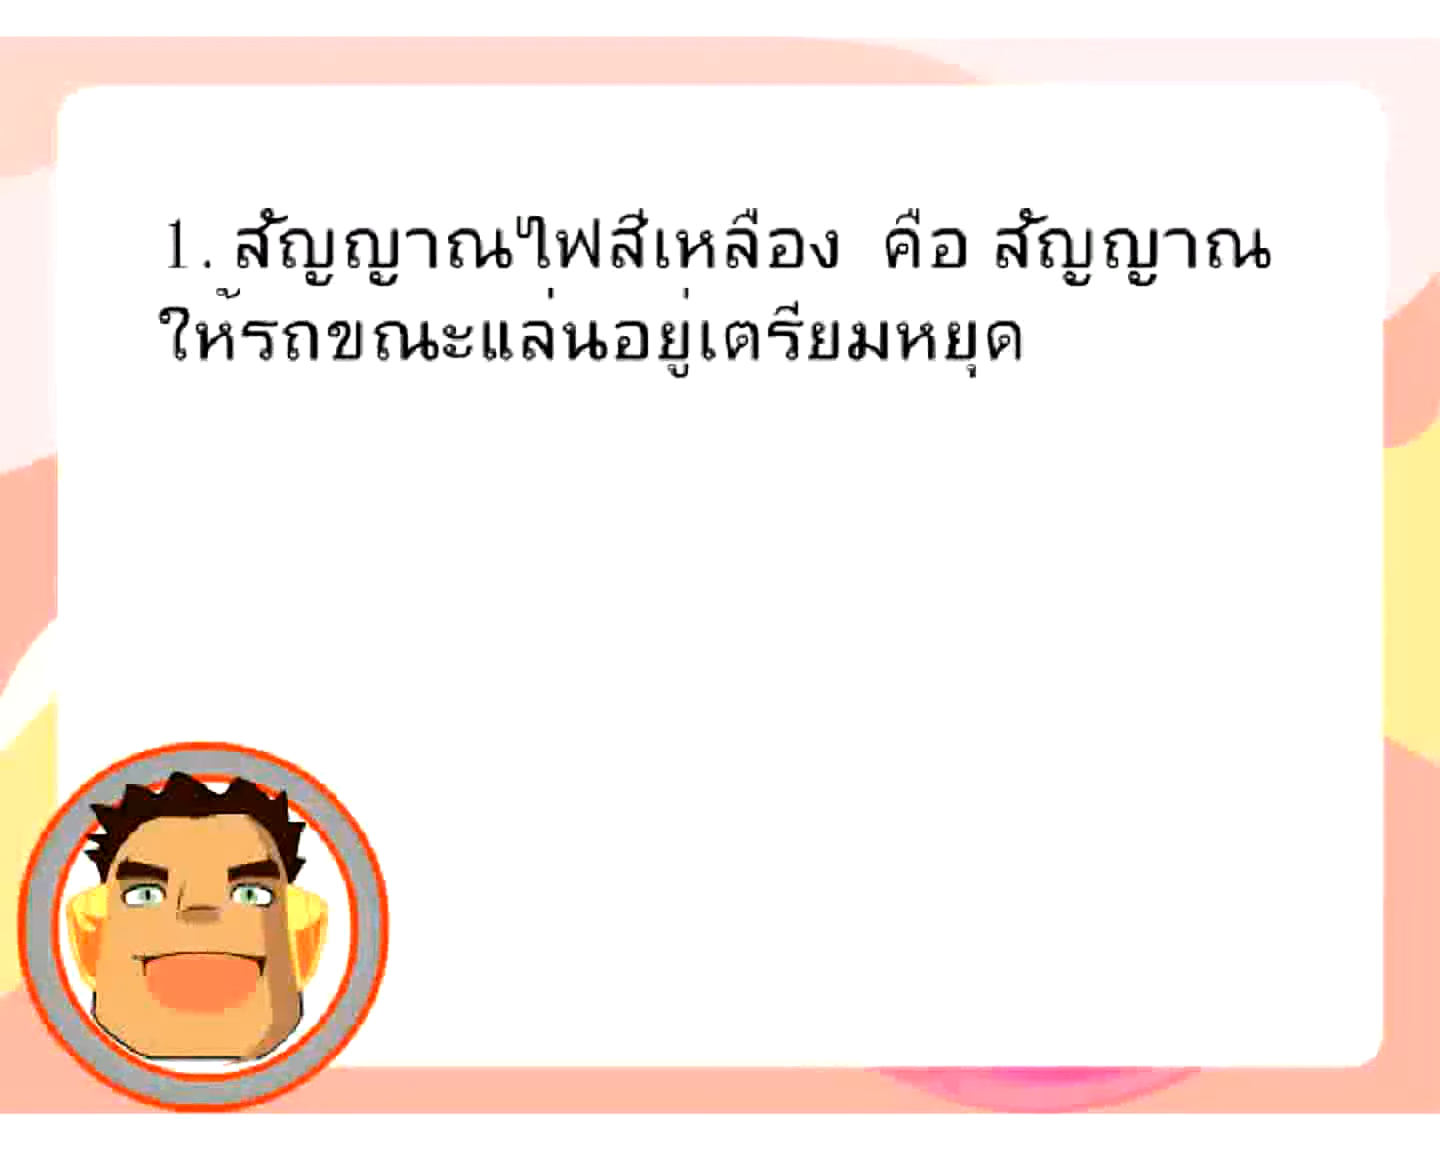 1. สัญญาณไฟสีเหลือง คือ สัญญาณ
ให้รถขณะแล่นอยู่เตรียมหยุด